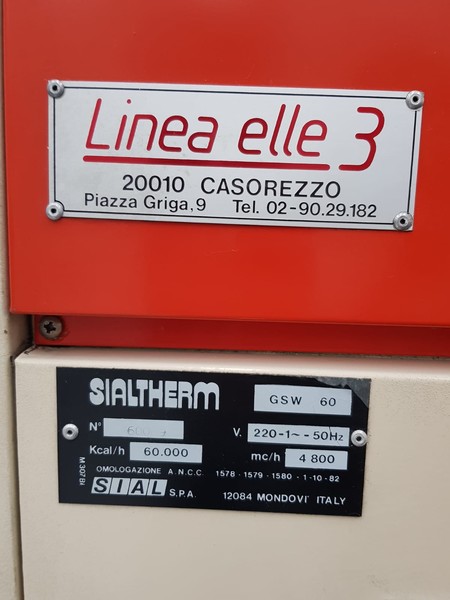 Linea elle 3
20010 CASOREZZO
Piazza Griga,9 Tel. 02-90.29.182
SIALTHERM
GSW 60
N°
V. 220-1~-50Hz
Kcal/h 60.000 mc/h 4 800
OMOLOGAZIONE A.N.C.C. 1578 - 1579 - 1580 - 1-10-82
SIAL S.P.A. 12084 MONDOVI' ITALY